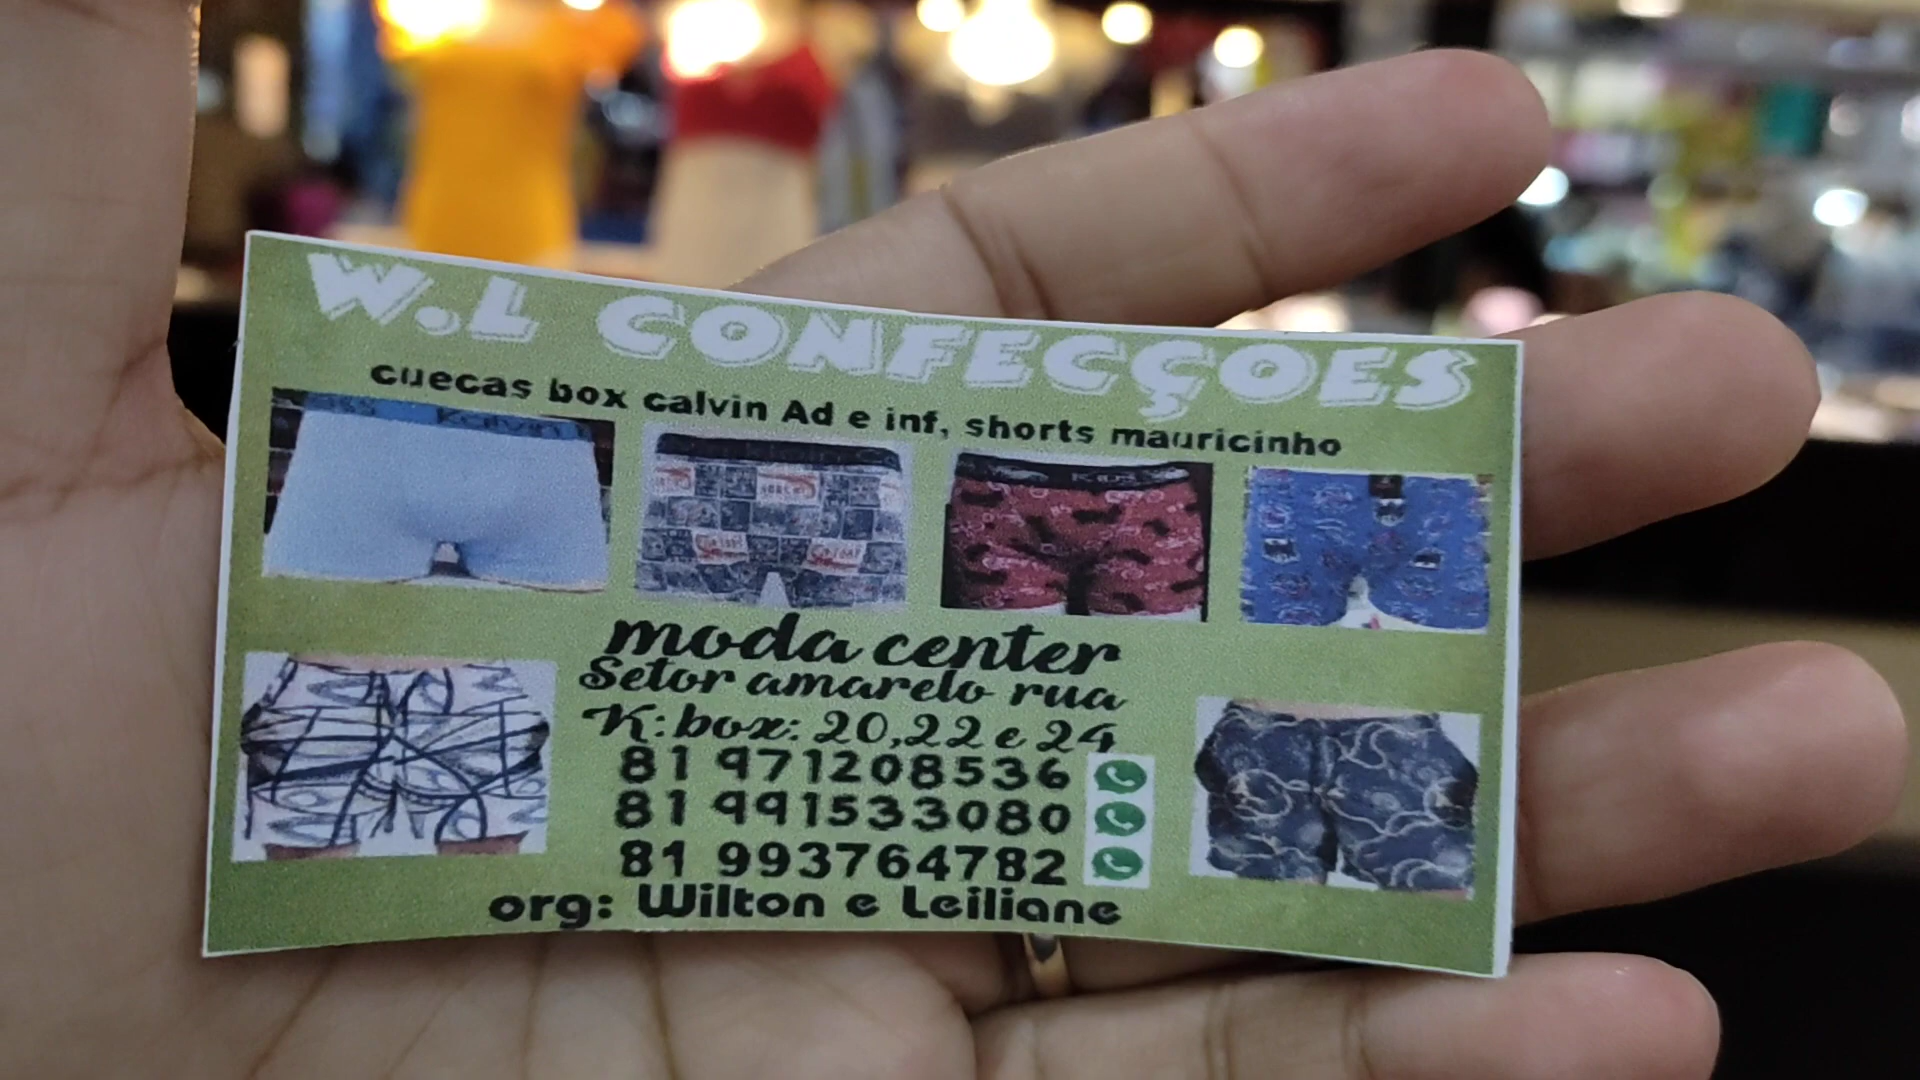 W.L CONFECÇOES
cuecas box calvin Ad e inf, shorts mauricinho
moda center
Setor amarelo rua
K: box: 20,22 e 24
81 971208536
81 991533080
81 993764782
org: Wilton e Leiliane